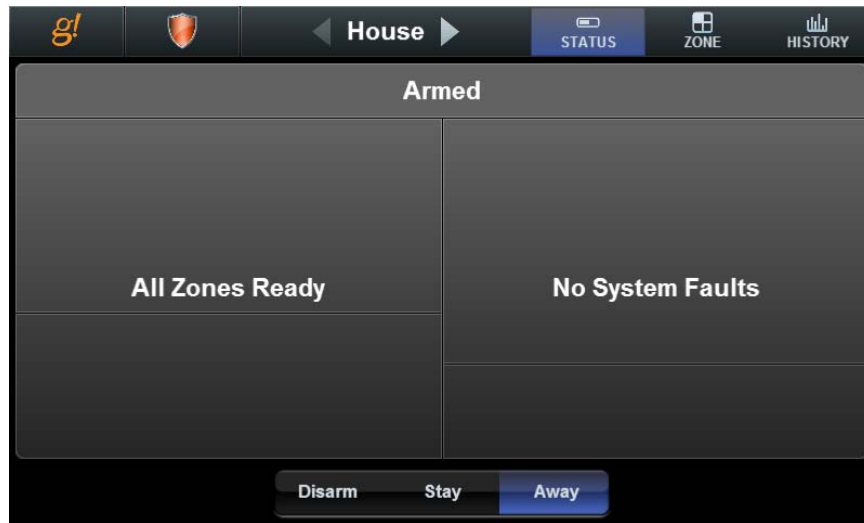 g!
House
STATUS
ZONE
HISTORY
Armed
All Zones Ready
No System Faults
Disarm
Stay
Away